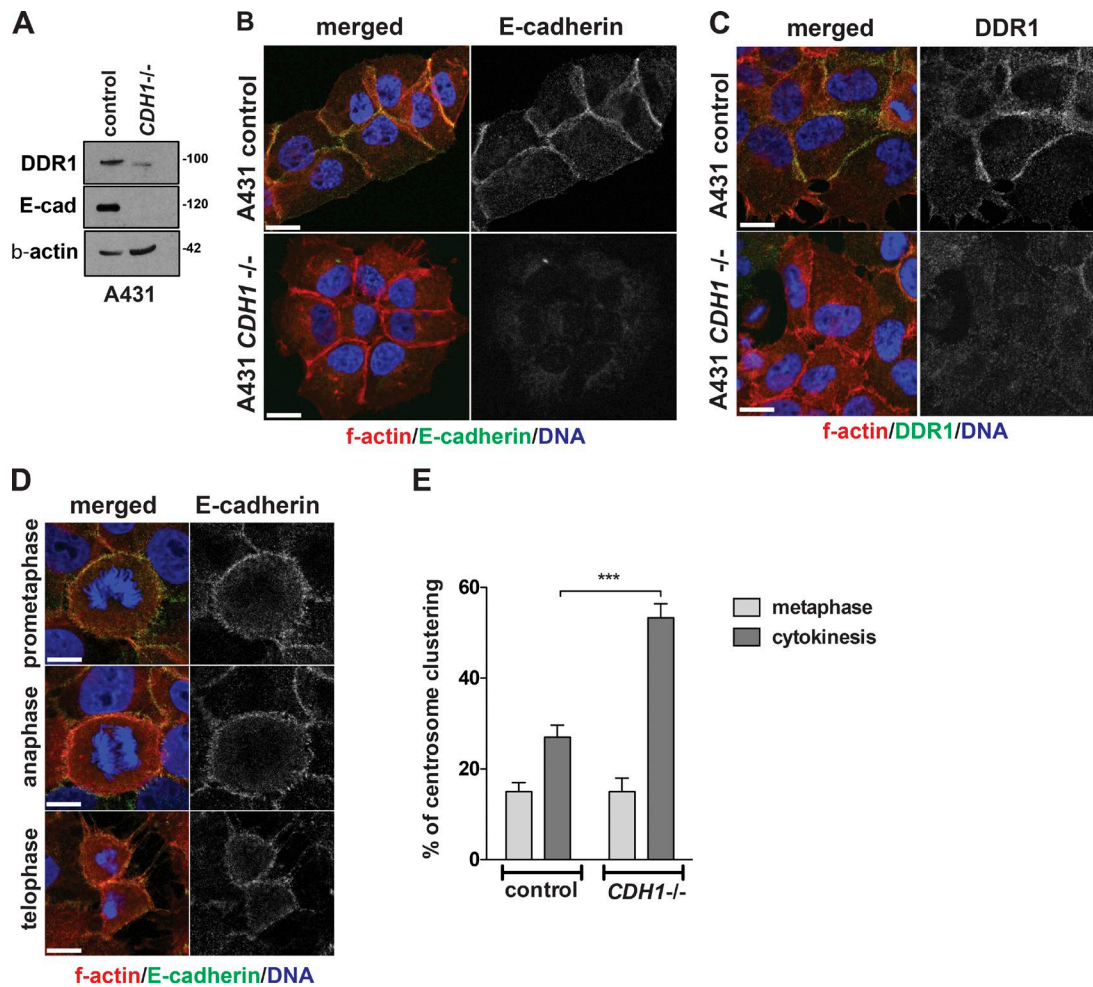 A
control
CDH1-/-
DDR1
-100
E-cad
-120
b-actin
-42
A431
B
merged
E-cadherin
A431 control
A431 CDH1 -/-
f-actin/E-cadherin/DNA
C
merged
DDR1
A431 control
A431 CDH1 -/-
f-actin/DDR1/DNA
D
merged
E-cadherin
prometaphase
anaphase
telophase
f-actin/E-cadherin/DNA
E
% of centrosome clustering
60
40
20
0
***
control
CDH1-/-
metaphase
cytokinesis